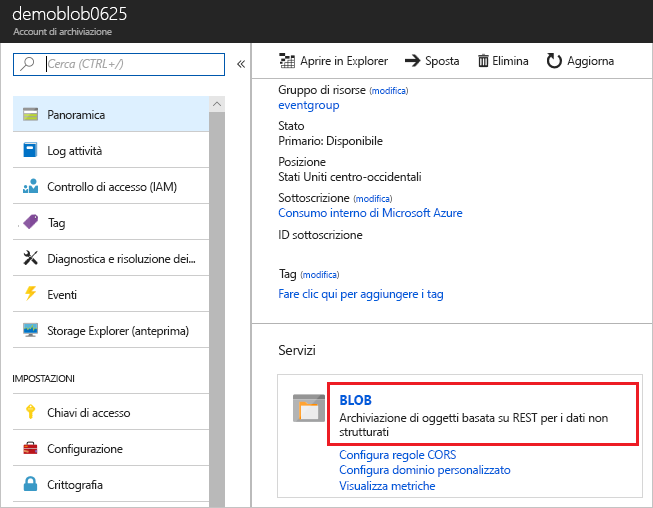 demoblob0625
Account di archiviazione
Cerca (CTRL+/)
«
Panoramica
Log attività
Controllo di accesso (IAM)
Tag
Diagnostica e risoluzione dei...
Eventi
Storage Explorer (anteprima)
IMPOSTAZIONI
Chiavi di accesso
Configurazione
Crittografia
Aprire in Explorer Sposta Elimina Aggiorna
Gruppo di risorse (modifica)
eventgroup
Stato
Primario: Disponibile
Posizione
Stati Uniti centro-occidentali
Sottoscrizione (modifica)
Consumo interno di Microsoft Azure
ID sottoscrizione
Tag (modifica)
Fare clic qui per aggiungere i tag
Servizi
BLOB
Archiviazione di oggetti basata su REST per i dati non
strutturati
Configura regole CORS
Configura dominio personalizzato
Visualizza metriche